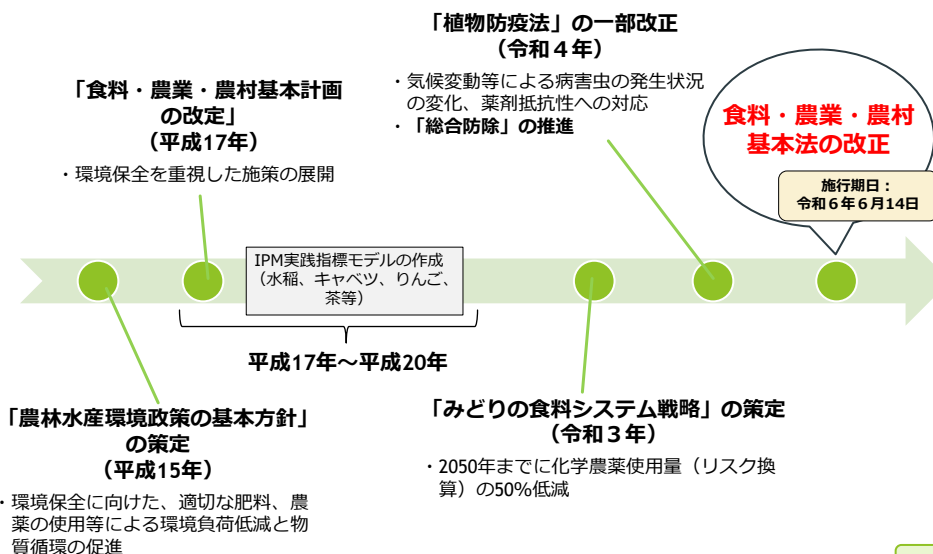 「植物防疫法」の一部改正
(令和４年)
・気候変動等による病害虫の発生状況
の変化、薬剤抵抗性への対応
・「総合防除」の推進
「食料・農業・農村基本計画
の改定」
(平成17年)
・環境保全を重視した施策の展開
食料・農業・農村
基本法の改正
施行期日：
令和６年６月14日
IPM実践指標モデルの作成
（水稲、キャベツ、りんご、
茶等）
平成17年～平成20年
「農林水産環境政策の基本方針」
の策定
(平成15年)
・環境保全に向けた、適切な肥料、農
薬の使用等による環境負荷低減と物
質循環の促進
「みどりの食料システム戦略」の策定
(令和３年)
・2050年までに化学農薬使用量（リスク換
算）の50%低減